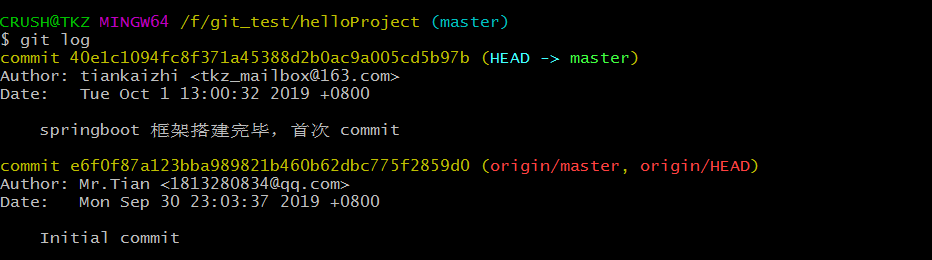 CRUSH@TKZ MINGW64 /f/git_test/helloProject (master)
$ git log
commit 40e1c1094fc8f371a45388d2b0ac9a005cd5b97b (HEAD -> master)
Author: tiankaizhi <tkz_mailbox@163.com>
Date:   Tue Oct 1 13:00:32 2019 +0800
    springboot 框架搭建完毕，首次 commit
commit e6f0f87a123bba989821b460b62dbc775f2859d0 (origin/master, origin/HEAD)
Author: Mr.Tian <1813280834@qq.com>
Date:   Mon Sep 30 23:03:37 2019 +0800
    Initial commit